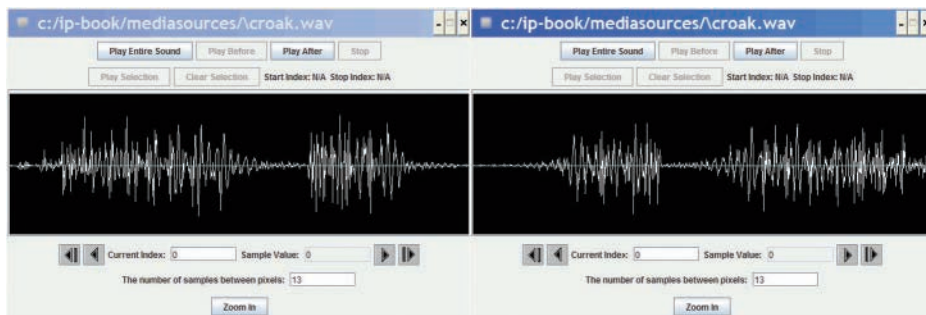 c:/ip-book/mediasources/\croak.wav
Play Entire Sound Play Before Play After Stop
Play Selection Clear Selection Start Index: N/A Stop Index: N/A
Current Index: 0 Sample Value: 0
The number of samples between pixels: 13
Zoom In
c:/ip-book/mediasources/\croak.wav
Play Entire Sound Play Before Play After Stop
Play Selection Clear Selection Start Index: N/A Stop Index: N/A
Current Index: 0 Sample Value: 0
The number of samples between pixels: 13
Zoom In